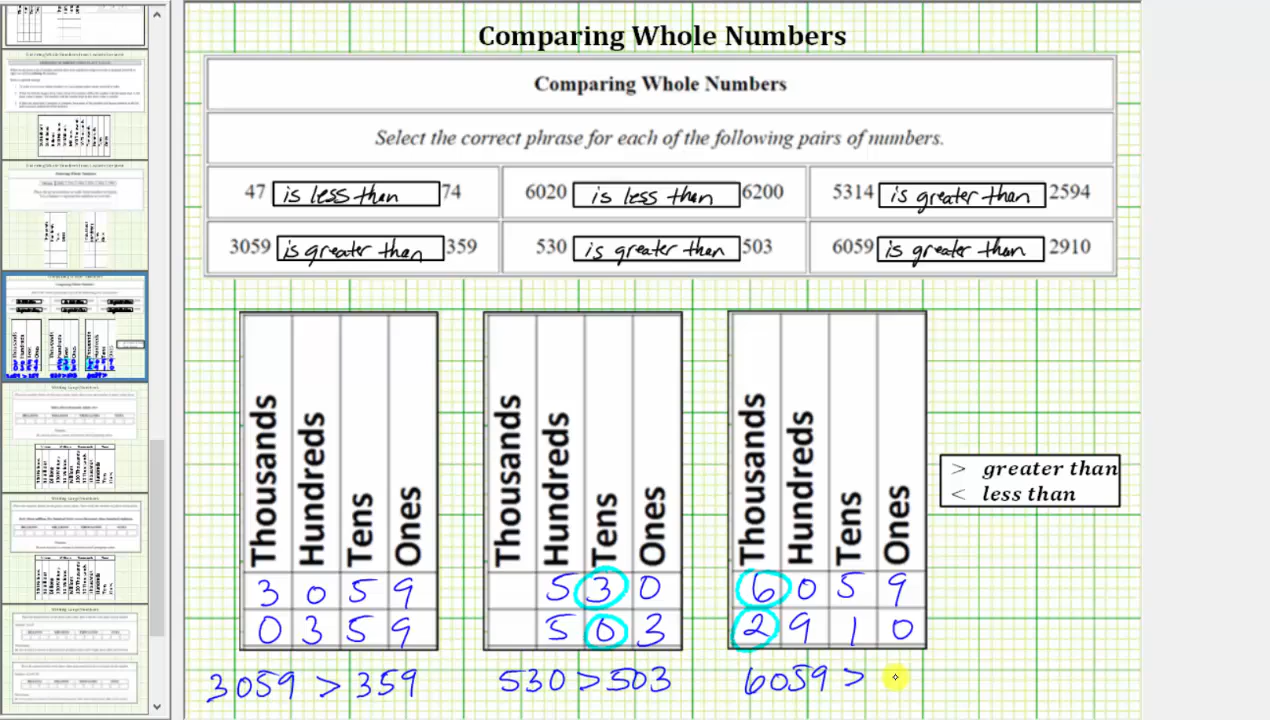 Comparing Whole Numbers
Comparing Whole Numbers
Select the correct phrase for each of the following pairs of numbers.
47 is less than 74 6020 is less than 6200 5314 is greater than 2594
3059 is greater than 359 530 is greater than 503 6059 is greater than 2910
Thousands Hundreds Tens Ones Thousands Hundreds Tens Ones Thousands Hundreds Tens Ones
> greater than
< less than
3 0 5 9 5 3 0 6 0 5 9
0 3 5 9 5 0 3 2 9 1 0
3059 > 359 530 > 503 6059 >